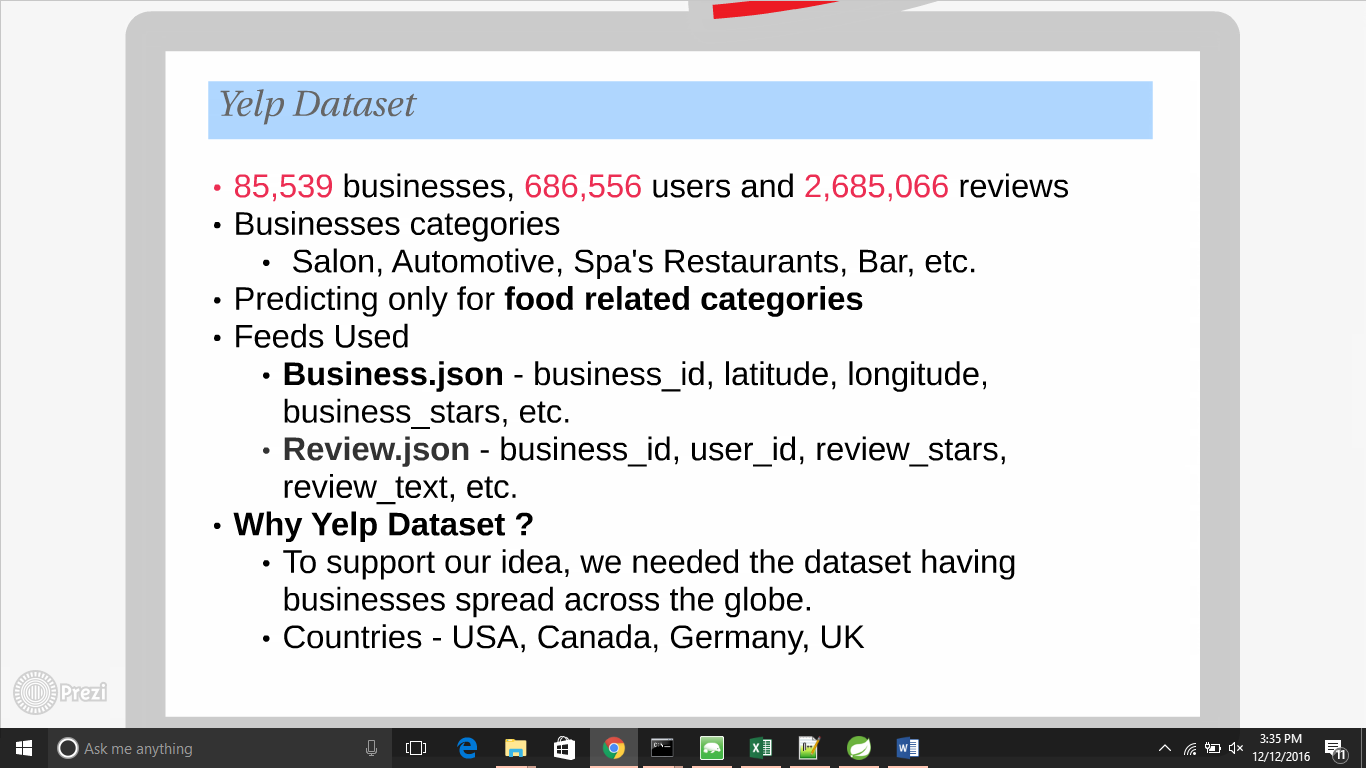 Yelp Dataset
• 85,539 businesses, 686,556 users and 2,685,066 reviews
• Businesses categories
• Salon, Automotive, Spa's Restaurants, Bar, etc.
• Predicting only for food related categories
• Feeds Used
• Business.json - business_id, latitude, longitude,
business_stars, etc.
• Review.json - business_id, user_id, review_stars,
review_text, etc.
• Why Yelp Dataset ?
• To support our idea, we needed the dataset having
businesses spread across the globe.
• Countries - USA, Canada, Germany, UK
Prezi
Ask me anything
3:35 PM
12/12/2016
11